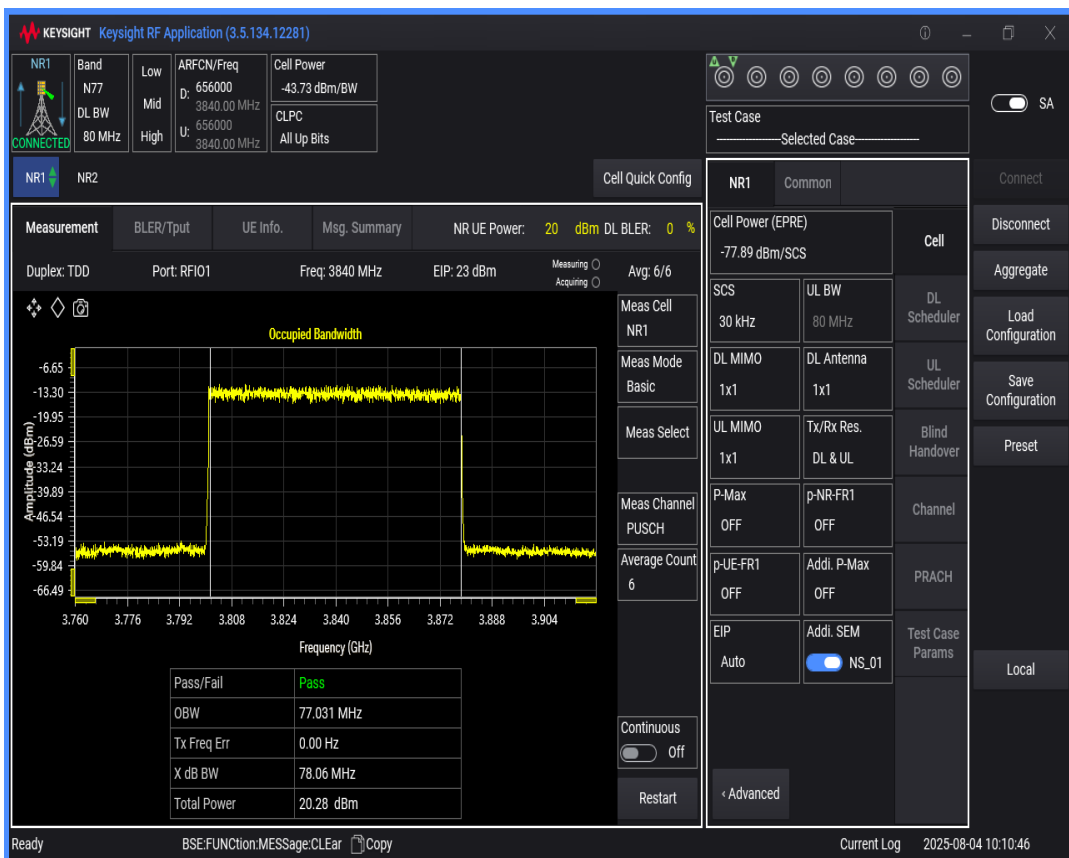 KEYSIGHT Keysight RF Application (3.5.134.12281)
NR1
CONNECTED
Band
N77
DL BW
80 MHz
Low
Mid
High
ARFCN/Freq
D: 656000
3840.00 MHz
U: 656000
3840.00 MHz
Cell Power
-43.73 dBm/BW
CLPC
All Up Bits
Test Case
--------------------Selected Case--------------------
SA
NR1 NR2 Cell Quick Config
Measurement BLER/Tput UE Info. Msg. Summary NR UE Power: 20 dBm DL BLER: 0 %
Duplex: TDD Port: RFIO1 Freq: 3840 MHz EIP: 23 dBm Measuring Acquiring Avg: 6/6
Occupied Bandwidth
Amplitude (dBm)
-6.65
-13.30
-19.95
-26.59
-33.24
-39.89
-46.54
-53.19
-59.84
-66.49
3.760 3.776 3.792 3.808 3.824 3.840 3.856 3.872 3.888 3.904
Frequency (GHz)
Pass/Fail Pass
OBW 77.031 MHz
Tx Freq Err 0.00 Hz
X dB BW 78.06 MHz
Total Power 20.28 dBm
Meas Cell
NR1
Meas Mode
Basic
Meas Select
Meas Channel
PUSCH
Average Count
6
Continuous
Off
Restart
NR1 Common
Cell Power (EPRE)
-77.89 dBm/SCS
SCS
30 kHz
UL BW
80 MHz
DL MIMO
1x1
DL Antenna
1x1
UL MIMO
1x1
Tx/Rx Res.
DL & UL
P-Max
OFF
p-NR-FR1
OFF
p-UE-FR1
OFF
Addi. P-Max
OFF
EIP
Auto
Addi. SEM
NS_01
‹ Advanced
Cell
DL
Scheduler
UL
Scheduler
Blind
Handover
Channel
PRACH
Test Case
Params
Connect
Disconnect
Aggregate
Load
Configuration
Save
Configuration
Preset
Local
Ready BSE:FUNCtion:MESSage:CLEar Copy Current Log 2025-08-04 10:10:46